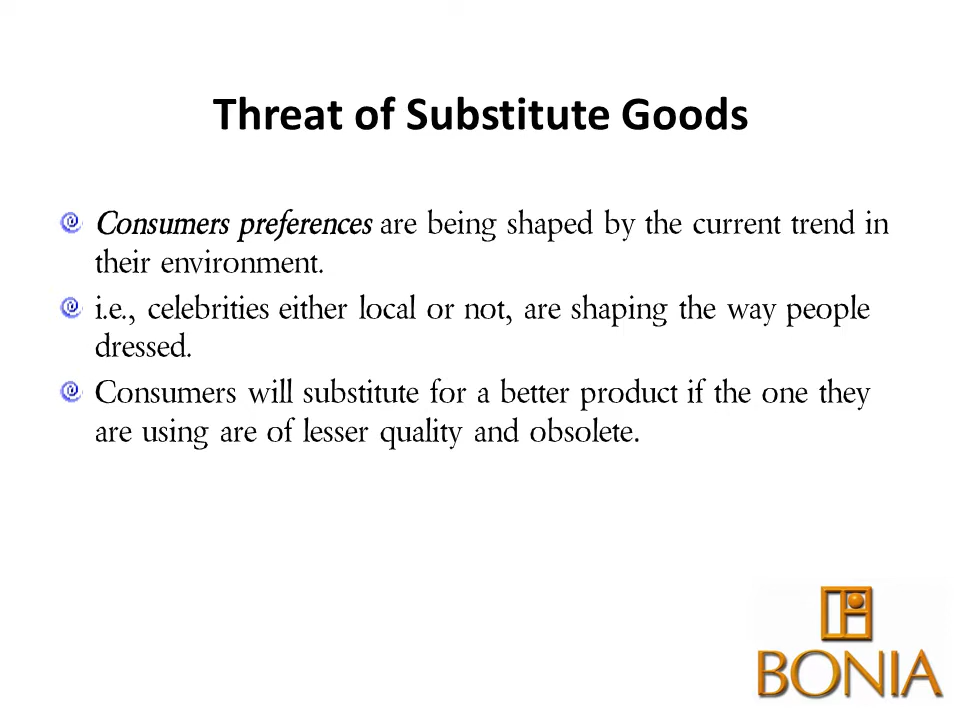 Threat of Substitute Goods
Consumers preferences are being shaped by the current trend in
their environment.
i.e., celebrities either local or not, are shaping the way people
dressed.
Consumers will substitute for a better product if the one they
are using are of lesser quality and obsolete.
BONIA